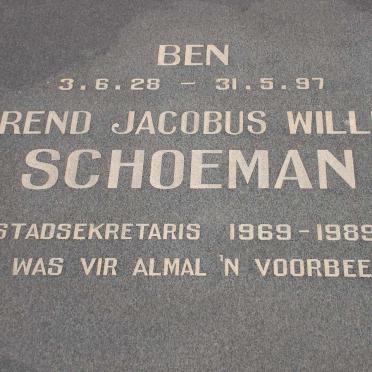 BEN
3.6.28 - 31.5.97
REND JACOBUS WILL
SCHOEMAN
STADSEKRETARIS 1969-1989
WAS VIR ALMAL 'N VOORBEE